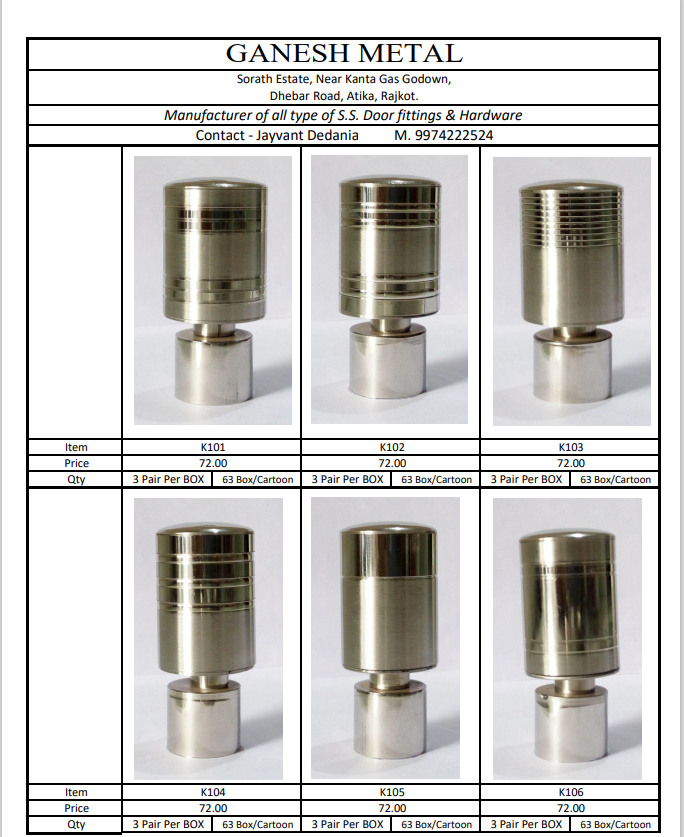 GANESH METAL
Sorath Estate, Near Kanta Gas Godown,
Dhebar Road, Atika, Rajkot.
Manufacturer of all type of S.S. Door fittings & Hardware
Contact - Jayvant Dedania M. 9974222524
Item K101 K102 K103
Price 72.00 72.00 72.00
Qty 3 Pair Per BOX 63 Box/Cartoon 3 Pair Per BOX 63 Box/Cartoon 3 Pair Per BOX 63 Box/Cartoon
Item K104 K105 K106
Price 72.00 72.00 72.00
Qty 3 Pair Per BOX 63 Box/Cartoon 3 Pair Per BOX 63 Box/Cartoon 3 Pair Per BOX 63 Box/Cartoon